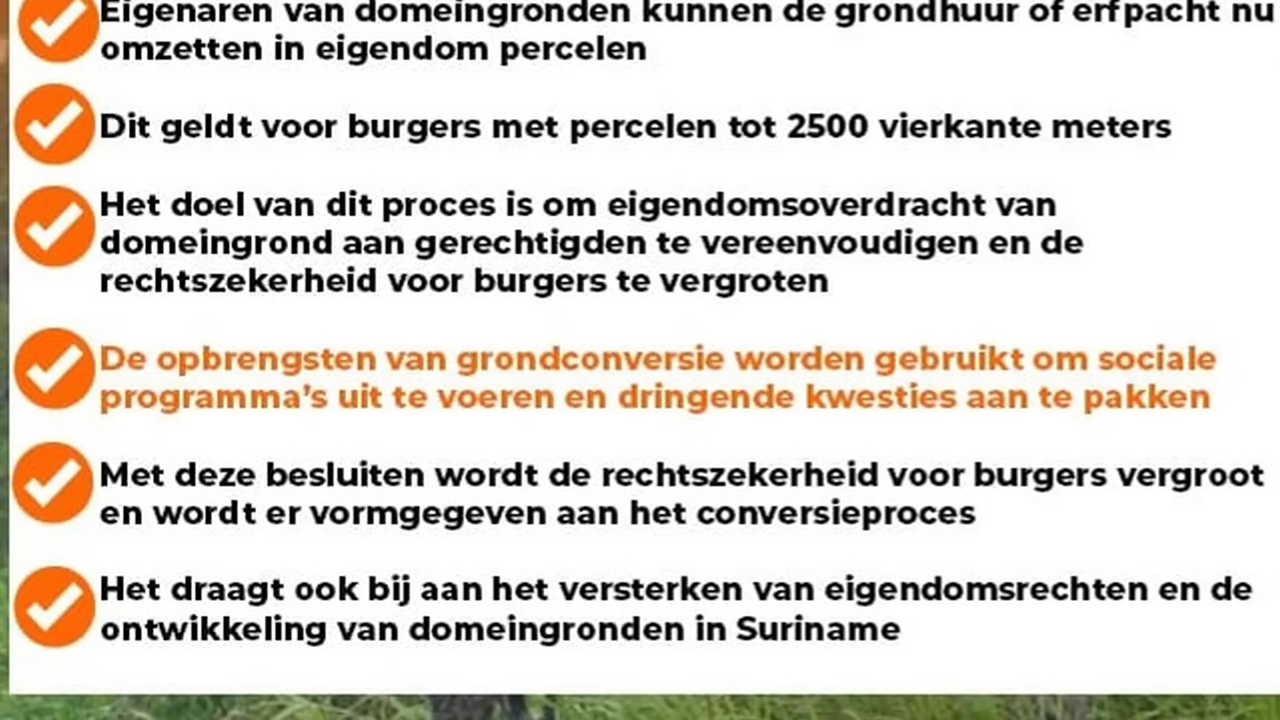 Eigenaren van domeingronden kunnen de grondhuur of erfpacht nu
omzetten in eigendom percelen
Dit geldt voor burgers met percelen tot 2500 vierkante meters
Het doel van dit proces is om eigendomsoverdracht van
domeingrond aan gerechtigden te vereenvoudigen en de
rechtszekerheid voor burgers te vergroten
De opbrengsten van grondconversie worden gebruikt om sociale
programma's uit te voeren en dringende kwesties aan te pakken
Met deze besluiten wordt de rechtszekerheid voor burgers vergroot
en wordt er vormgegeven aan het conversieproces
Het draagt ook bij aan het versterken van eigendomsrechten en de
ontwikkeling van domeingronden in Suriname